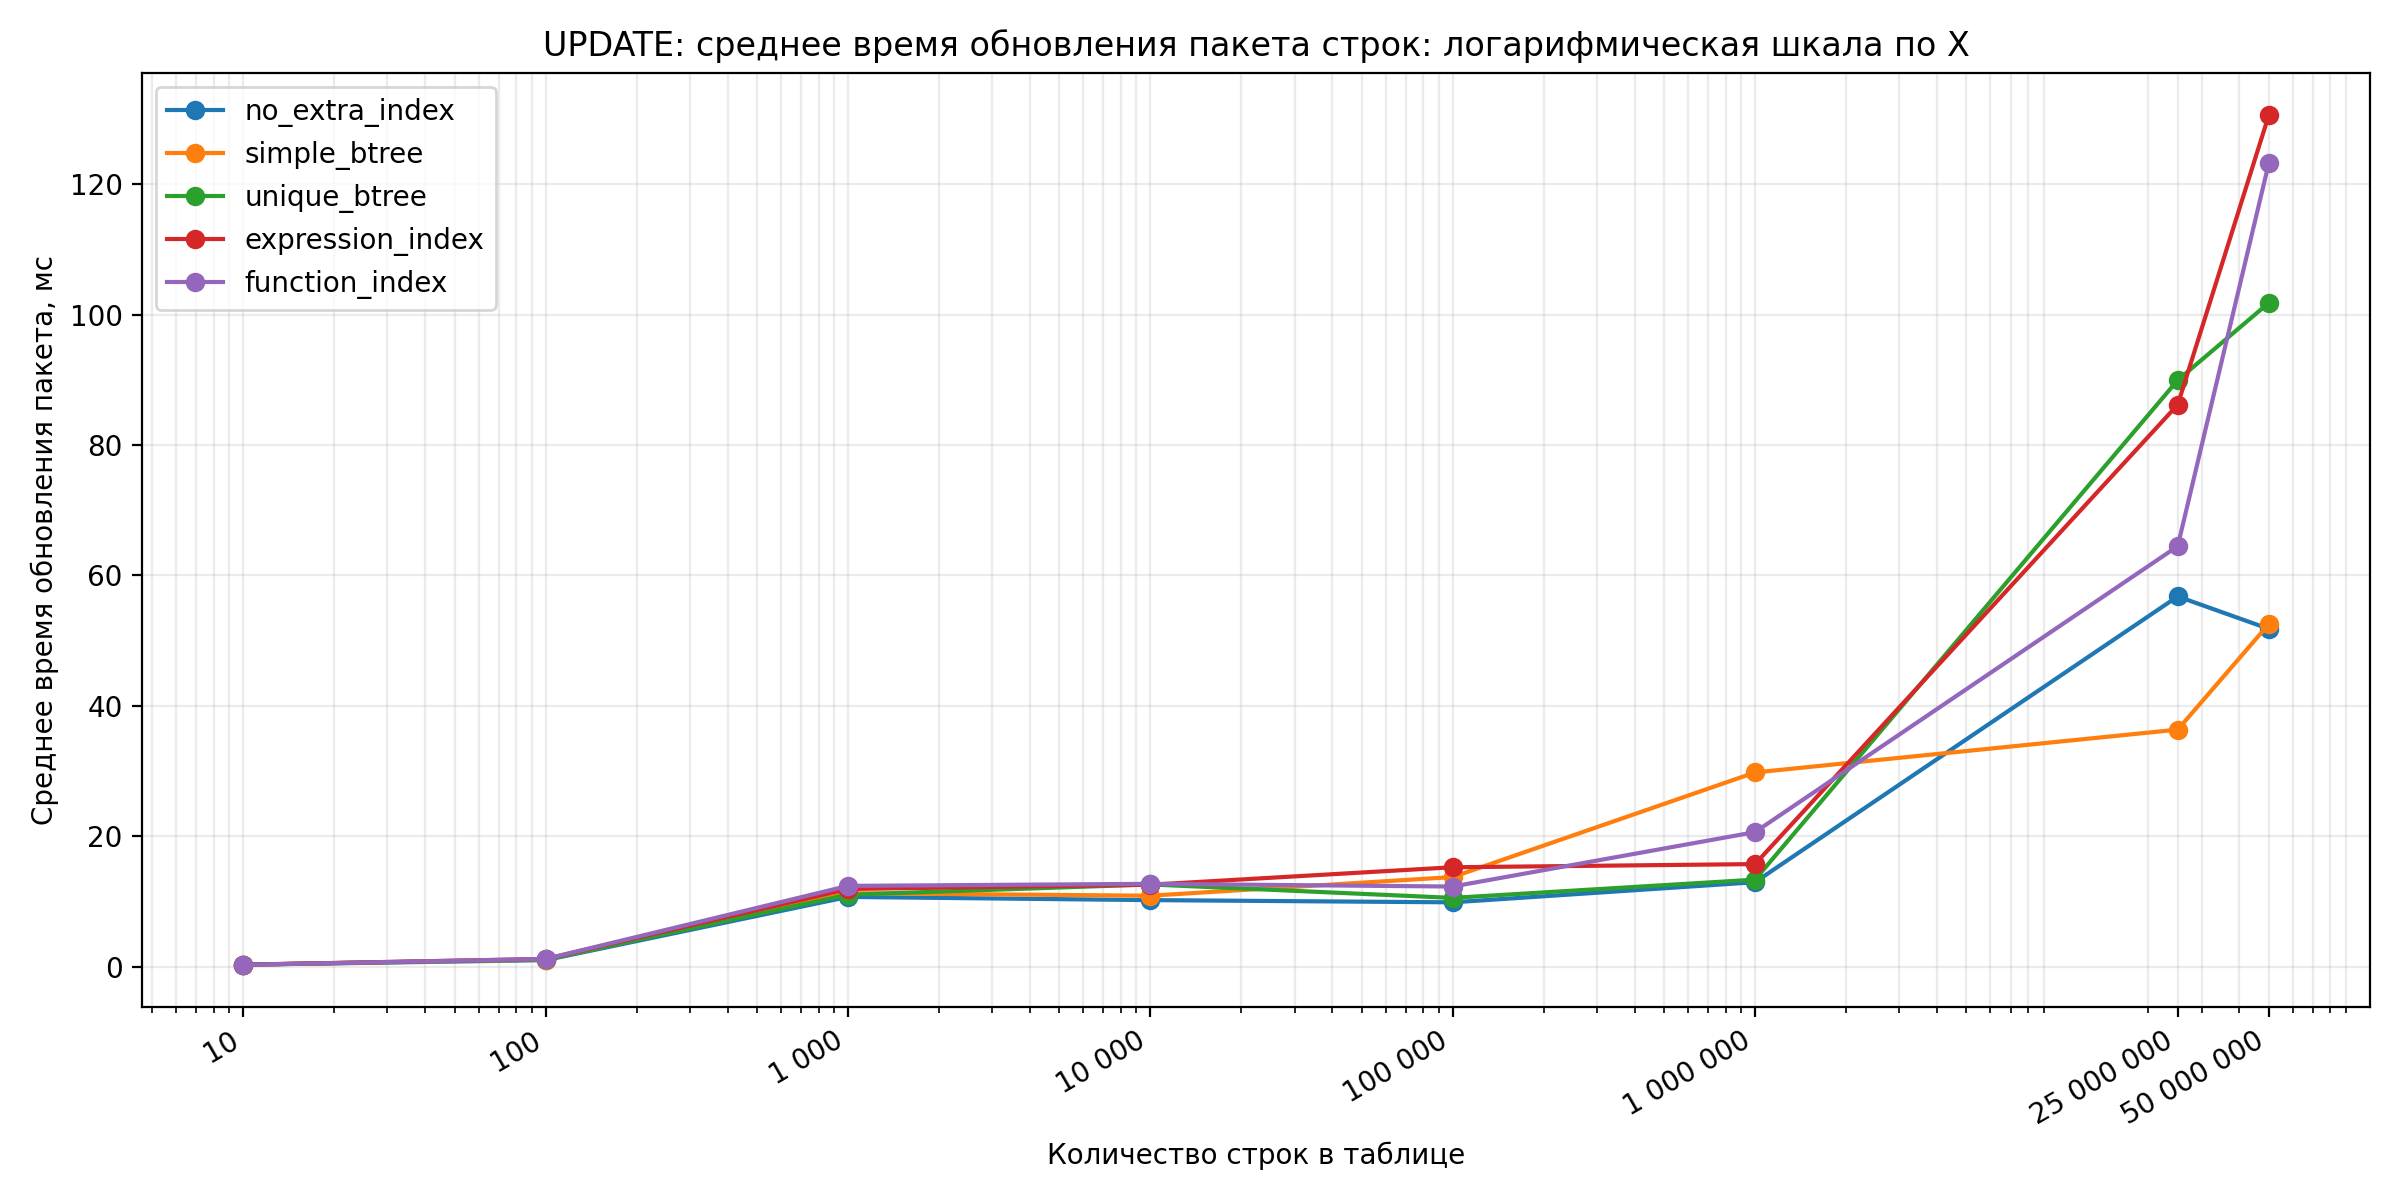 UPDATE: среднее время обновления пакета строк: логарифмическая шкала по X
no_extra_index
simple_btree
unique_btree
expression_index
function_index
Среднее время обновления пакета, мс
120
100
80
60
40
20
0
10
100
1 000
10 000
100 000
1 000 000
25 000 000
50 000 000
Количество строк в таблице